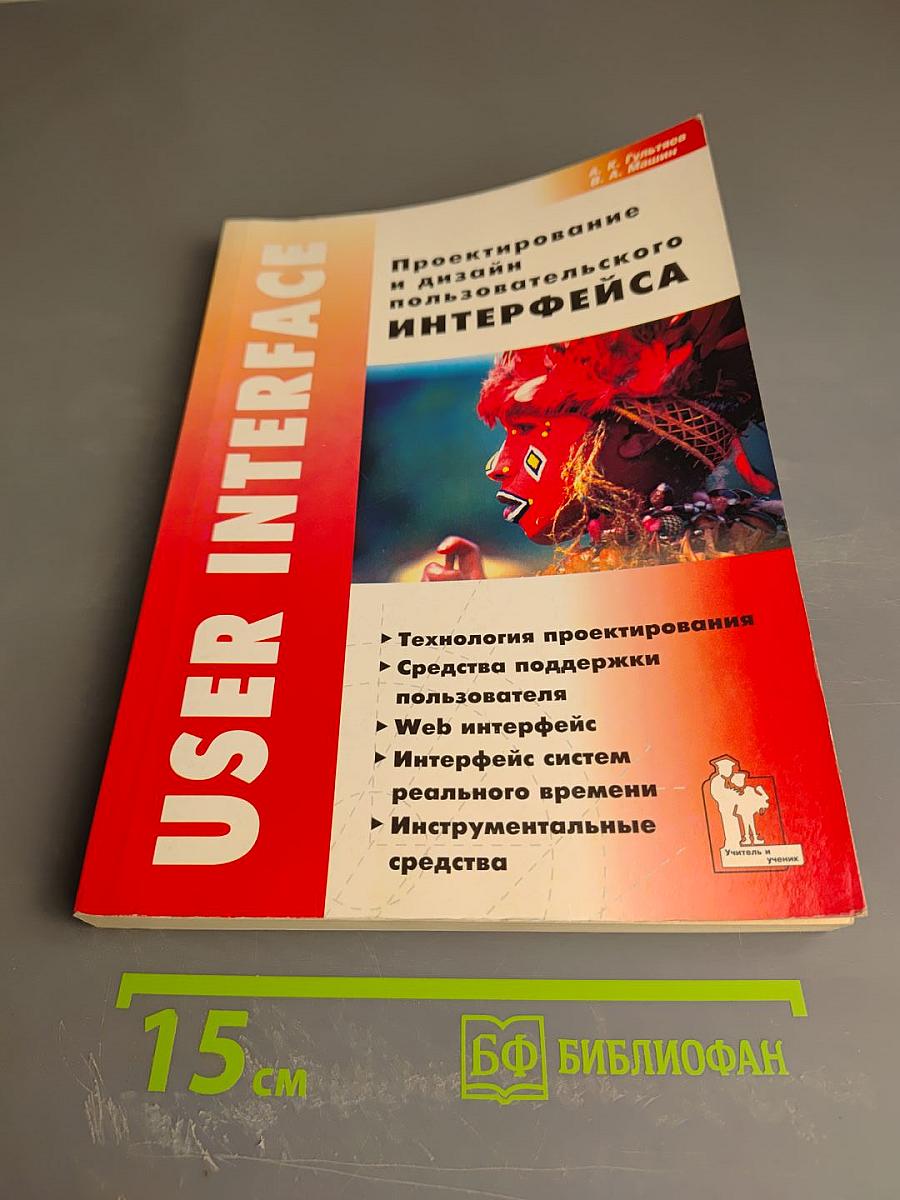 А. К. Гультяев
В. А. Машин
Проектирование
и дизайн
пользовательского
ИНТЕРФЕЙСА
USER INTERFACE
Технология проектирования
Средства поддержки
пользователя
Web интерфейс
Интерфейс систем
реального времени
Инструментальные
средства
Учитель и
ученик
15 см
БФ БИБЛИОФАН